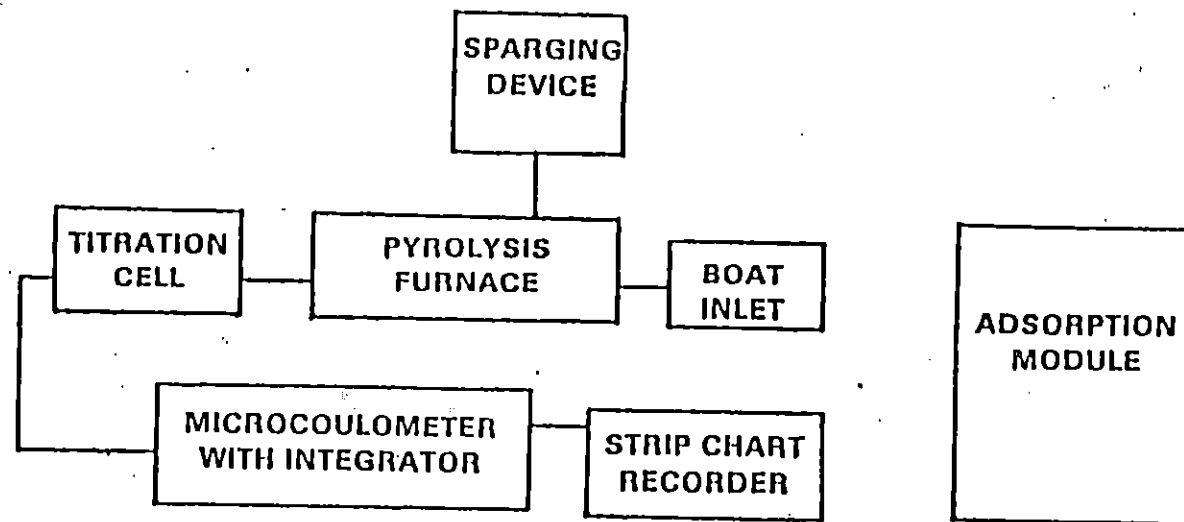 SPARGING
DEVICE
TITRATION
CELL
PYROLYSIS
FURNACE
BOAT
INLET
ADSORPTION
MODULE
MICROCOULOMETER
WITH INTEGRATOR
STRIP CHART
RECORDER